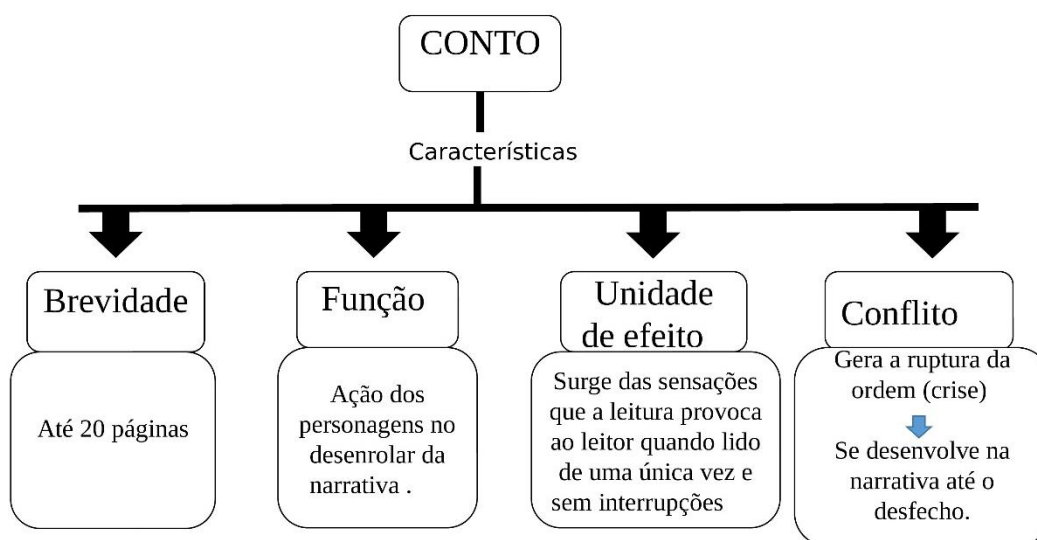 CONTO
Características
Brevidade
Até 20 páginas
Função
Ação dos
personagens no
desenrolar da
narrativa .
Unidade
de efeito
Surge das sensações
que a leitura provoca
ao leitor quando lido
de uma única vez e
sem interrupções
Conflito
Gera a ruptura da
ordem (crise)
Se desenvolve na
narrativa até o
desfecho.